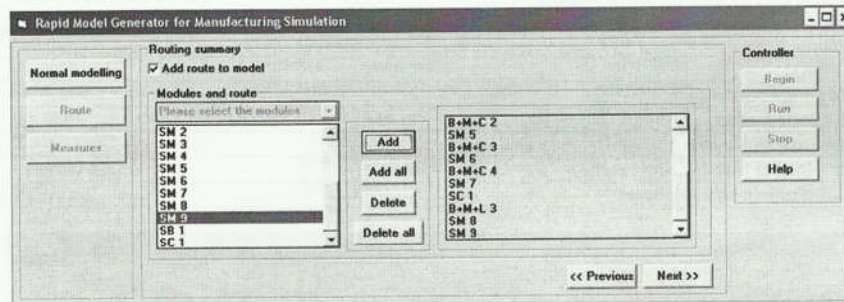 Rapid Model Generator for Manufacturing Simulation
Normal modelling
Route
Measures
Routing summary
Add route to model
Modules and route
Please select the modules
SM 2
SM 3
SM 4
SM 5
SM 6
SM 7
SM 8
SM 9
SB 1
SC 1
Add
Add all
Delete
Delete all
B+M+C 2
SM 5
B+M+C 3
SM 6
B+M+C 4
SM 7
SC 1
B+M+L 3
SM 8
SM 9
<< Previous
Next >>
Controller
Begin
Run
Stop
Help